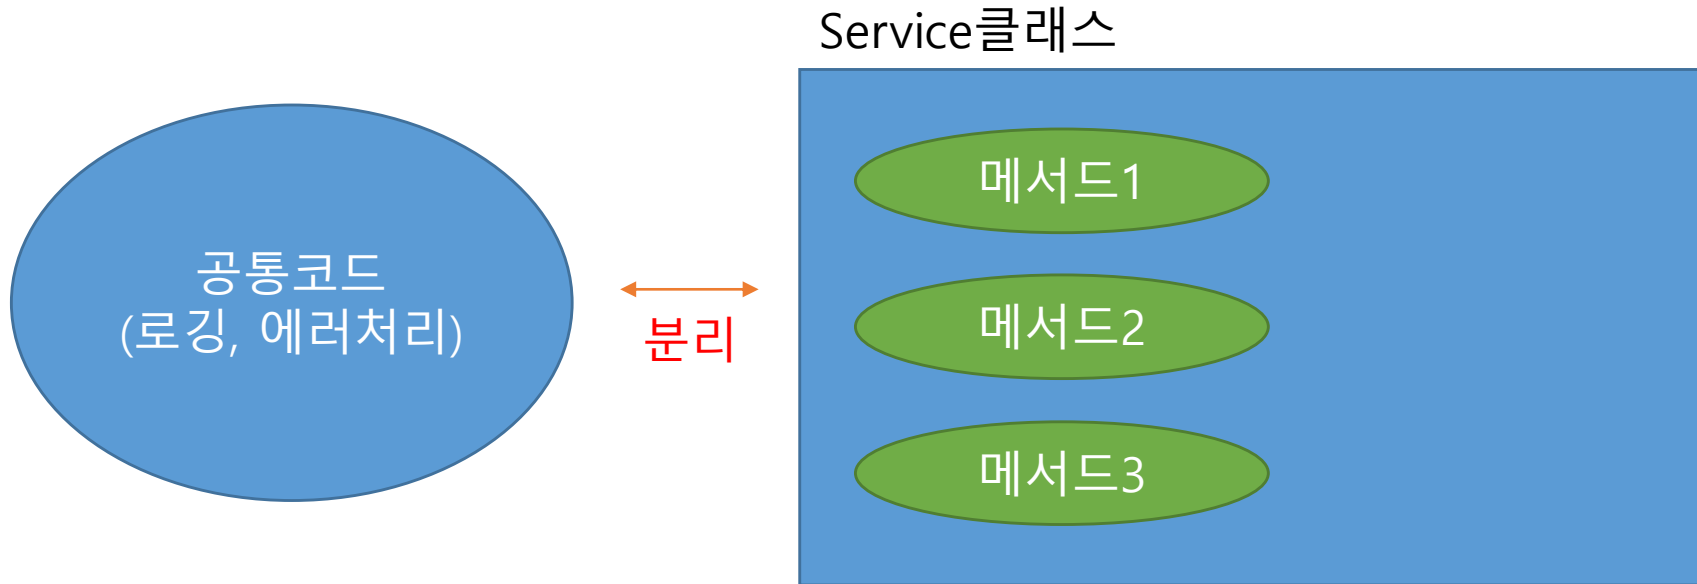 Service클래스
메서드1
공통코드
(로깅, 에러처리)
분리
메서드2
메서드3